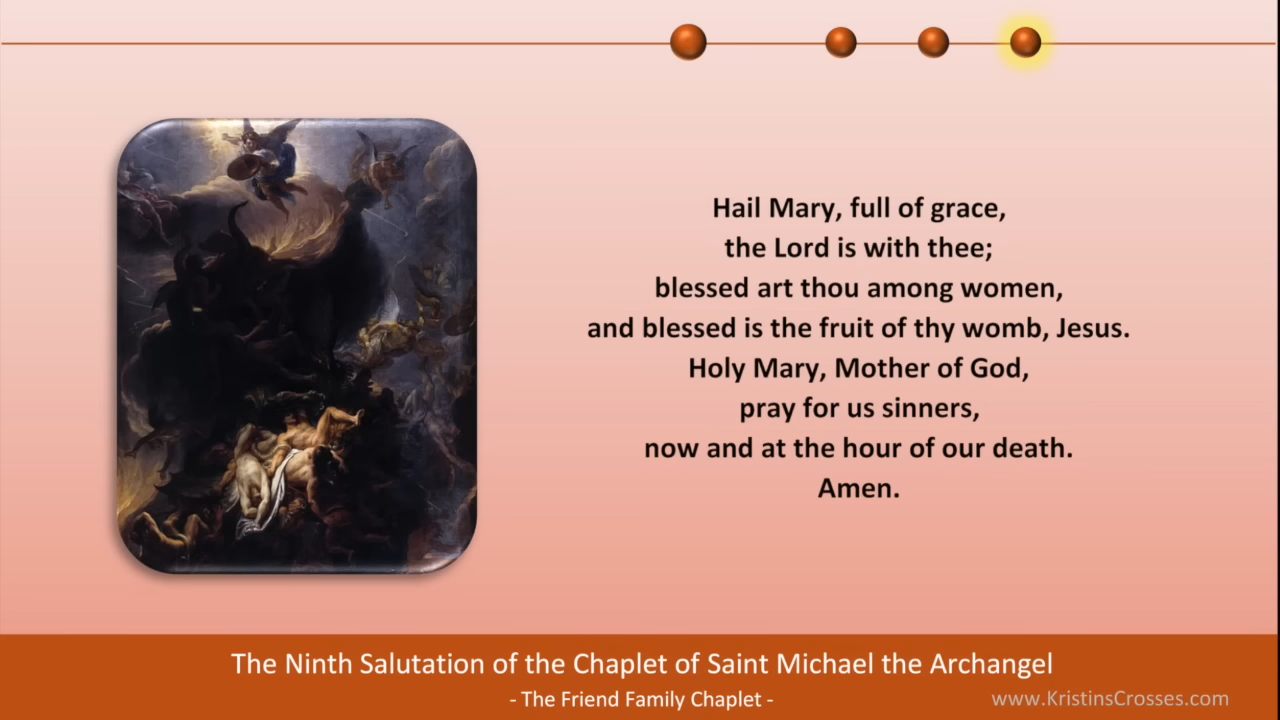 Hail Mary, full of grace,
the Lord is with thee;
blessed art thou among women,
and blessed is the fruit of thy womb, Jesus.
Holy Mary, Mother of God,
pray for us sinners,
now and at the hour of our death.
Amen.
The Ninth Salutation of the Chaplet of Saint Michael the Archangel
- The Friend Family Chaplet -
www.KristinsCrosses.com